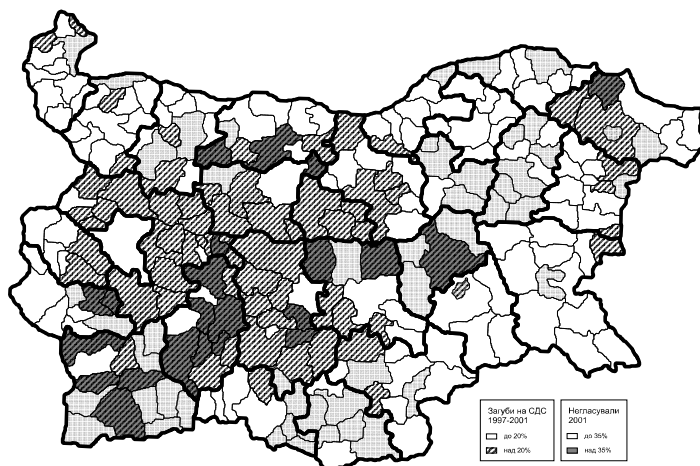 Загуби на СДС
1997-2001
до 20%
над 20%
Негласували
2001
до 35%
над 35%